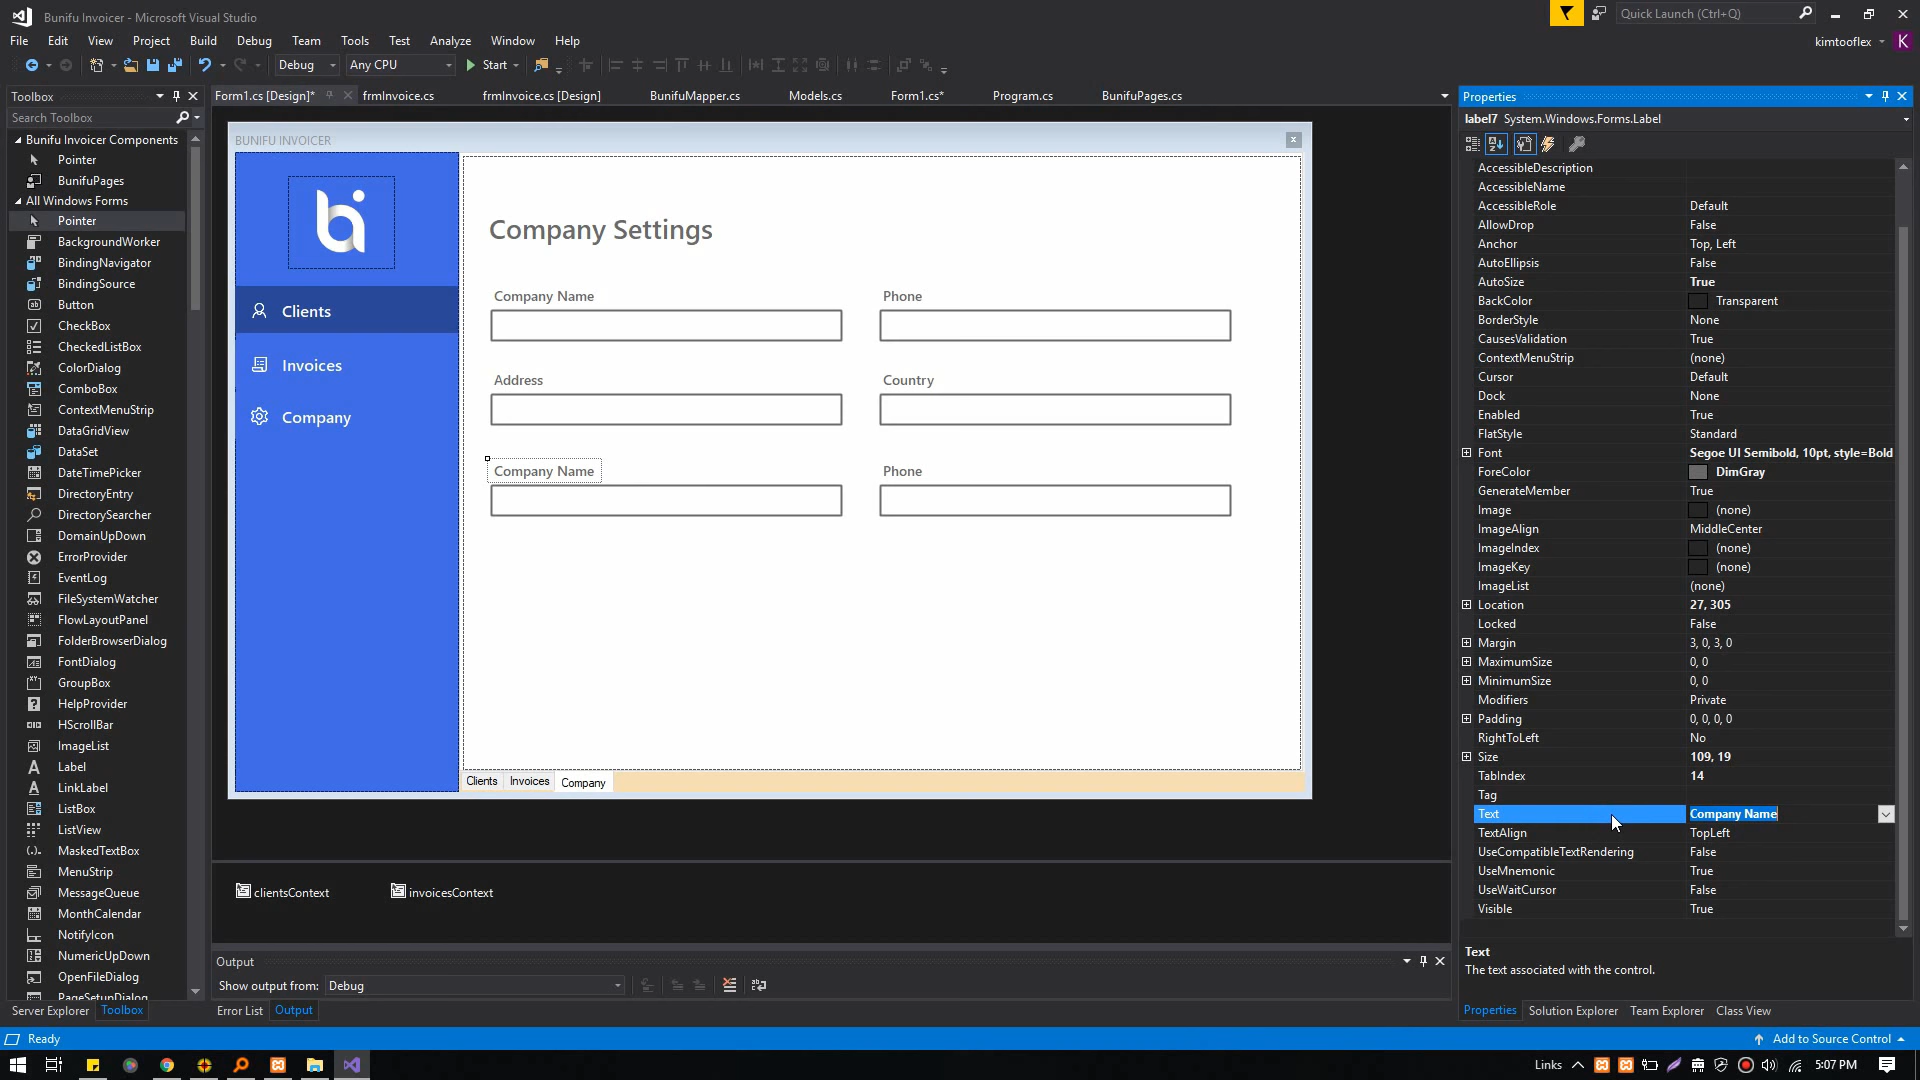 Bunifu Invoicer - Microsoft Visual Studio
Quick Launch (Ctrl+Q)
File Edit View Project Build Debug Team Tools Test Analyze Window Help
kimtooflex
K
Debug
Any CPU
Start
Toolbox
Search Toolbox
Bunifu Invoicer Components
Pointer
BunifuPages
All Windows Forms
Pointer
BackgroundWorker
BindingNavigator
BindingSource
Button
CheckBox
CheckedListBox
ColorDialog
ComboBox
ContextMenuStrip
DataGridView
DataSet
DateTimePicker
DirectoryEntry
DirectorySearcher
DomainUpDown
ErrorProvider
EventLog
FileSystemWatcher
FlowLayoutPanel
FolderBrowserDialog
FontDialog
GroupBox
HelpProvider
HScrollBar
ImageList
Label
LinkLabel
ListBox
ListView
MaskedTextBox
MenuStrip
MessageQueue
MonthCalendar
NotifyIcon
NumericUpDown
OpenFileDialog
PageSetupDialog
Server Explorer Toolbox
Form1.cs [Design]* frmInvoice.cs frmInvoice.cs [Design] BunifuMapper.cs Models.cs Form1.cs* Program.cs BunifuPages.cs
BUNIFU INVOICER
bi
Clients
Invoices
Company
Company Settings
Company Name Phone
Address Country
Company Name Phone
Clients Invoices Company
clientsContext invoicesContext
Output
Show output from: Debug
Error List Output
Properties
label7 System.Windows.Forms.Label
AccessibleDescription
AccessibleName
AccessibleRole Default
AllowDrop False
Anchor Top, Left
AutoEllipsis False
AutoSize True
BackColor Transparent
BorderStyle None
CausesValidation True
ContextMenuStrip (none)
Cursor Default
Dock None
Enabled True
FlatStyle Standard
Font Segoe UI Semibold, 10pt, style=Bold
ForeColor DimGray
GenerateMember True
Image (none)
ImageAlign MiddleCenter
ImageIndex (none)
ImageKey (none)
ImageList (none)
Location 27, 305
Locked False
Margin 3, 0, 3, 0
MaximumSize 0, 0
MinimumSize 0, 0
Modifiers Private
Padding 0, 0, 0, 0
RightToLeft No
Size 109, 19
TabIndex 14
Tag
Text Company Name
TextAlign TopLeft
UseCompatibleTextRendering False
UseMnemonic True
UseWaitCursor False
Visible True
Text
The text associated with the control.
Properties Solution Explorer Team Explorer Class View
Ready
Add to Source Control
Links
5:07 PM